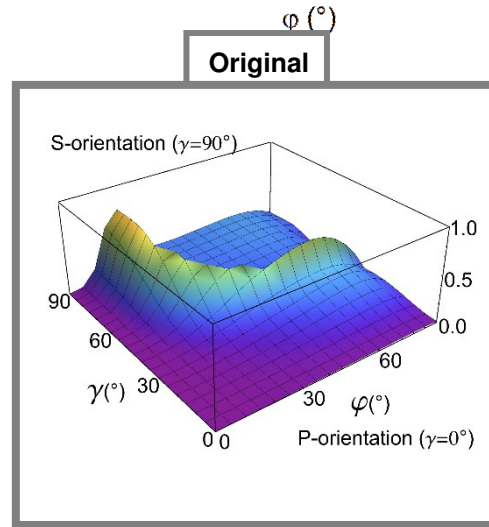 φ (°)
Original
S-orientation (γ=90°)
1.0
0.5
0.0
90
60
30
0
γ(°)
0
30
60
φ(°)
P-orientation (γ=0°)